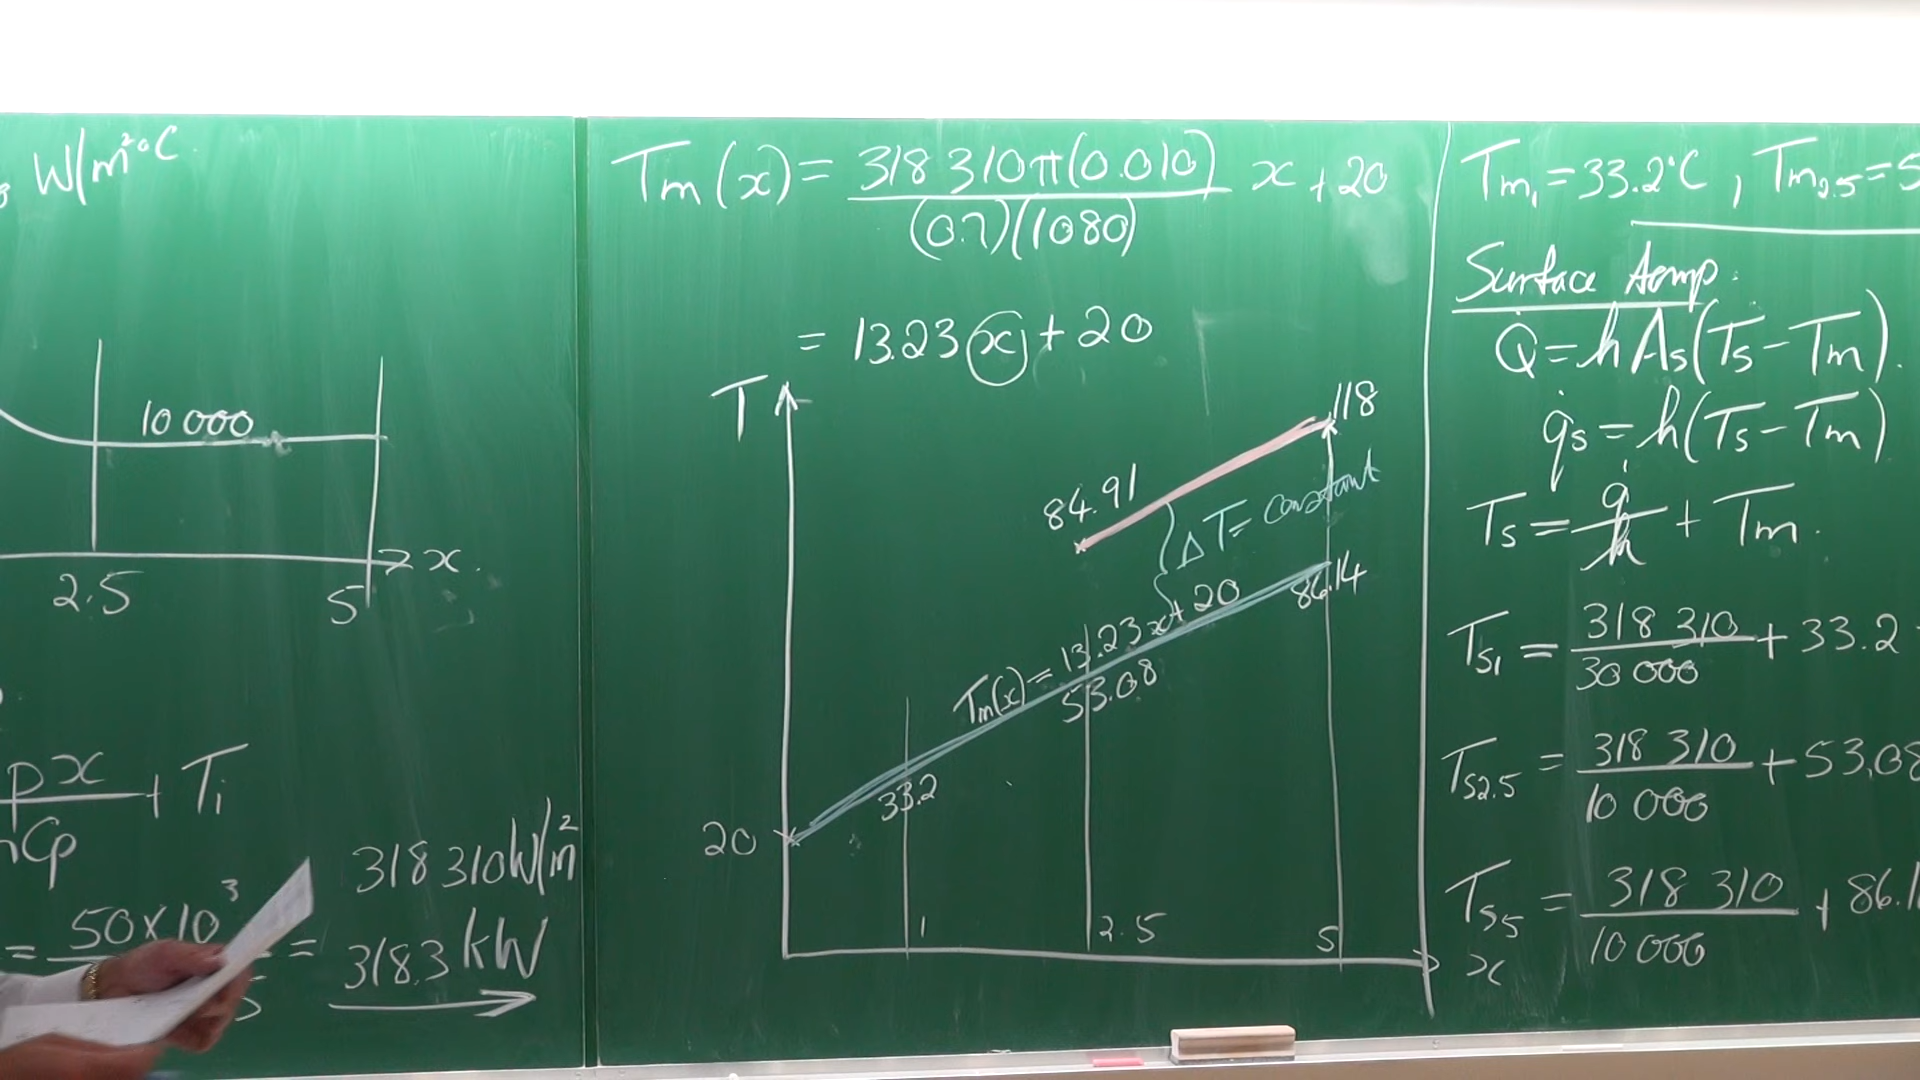 W/m²°C
10 000
2.5
5
x
px/Cp + Ti
318 310 W/m²
= 50×10³ = 318.3 kW
Tm(x) = 318 310π(0.010)/(0.7)(1080) x + 20
= 13.23 x + 20
T
118
84.91
ΔT = constant
86.14
Tm(x) = 13.23x + 20
53.08
33.2
20
1
2.5
5
x
Tm₁ = 33.2°C, Tm₂.₅ = 5
Surface temp.
Q̇ = hAs(Ts - Tm).
q̇s = h(Ts - Tm)
Ts = q̇/h + Tm.
Ts₁ = 318 310/30 000 + 33.2
Ts2.5 = 318 310/10 000 + 53.08
Ts5 = 318 310/10 000 + 86.1